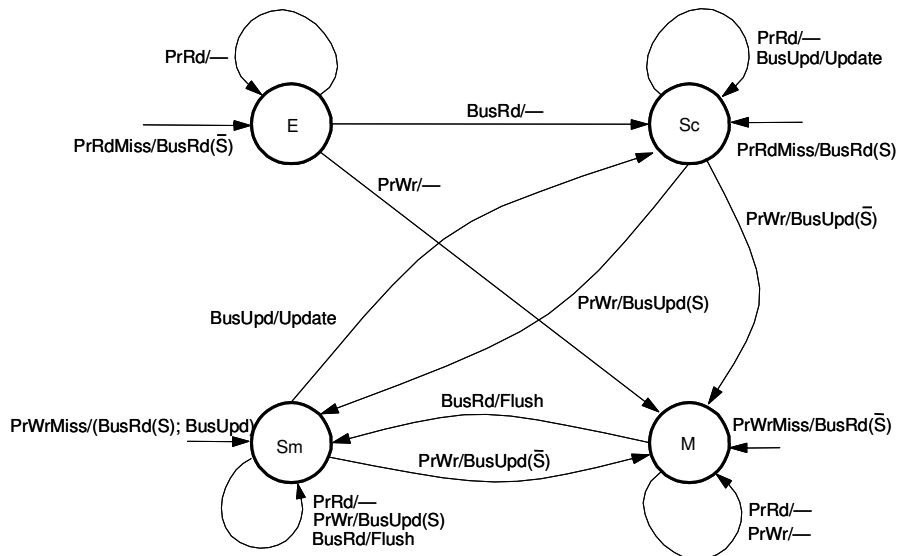 PrRd/—
PrRd/—
BusUpd/Update
E
BusRd/—
Sc
PrRdMiss/BusRd(S̅)
PrRdMiss/BusRd(S)
PrWr/—
PrWr/BusUpd(S̅)
BusUpd/Update
PrWr/BusUpd(S)
BusRd/Flush
PrWrMiss/(BusRd(S); BusUpd)
PrWrMiss/BusRd(S̅)
Sm
M
PrWr/BusUpd(S̅)
PrRd/—
PrWr/BusUpd(S)
BusRd/Flush
PrRd/—
PrWr/—